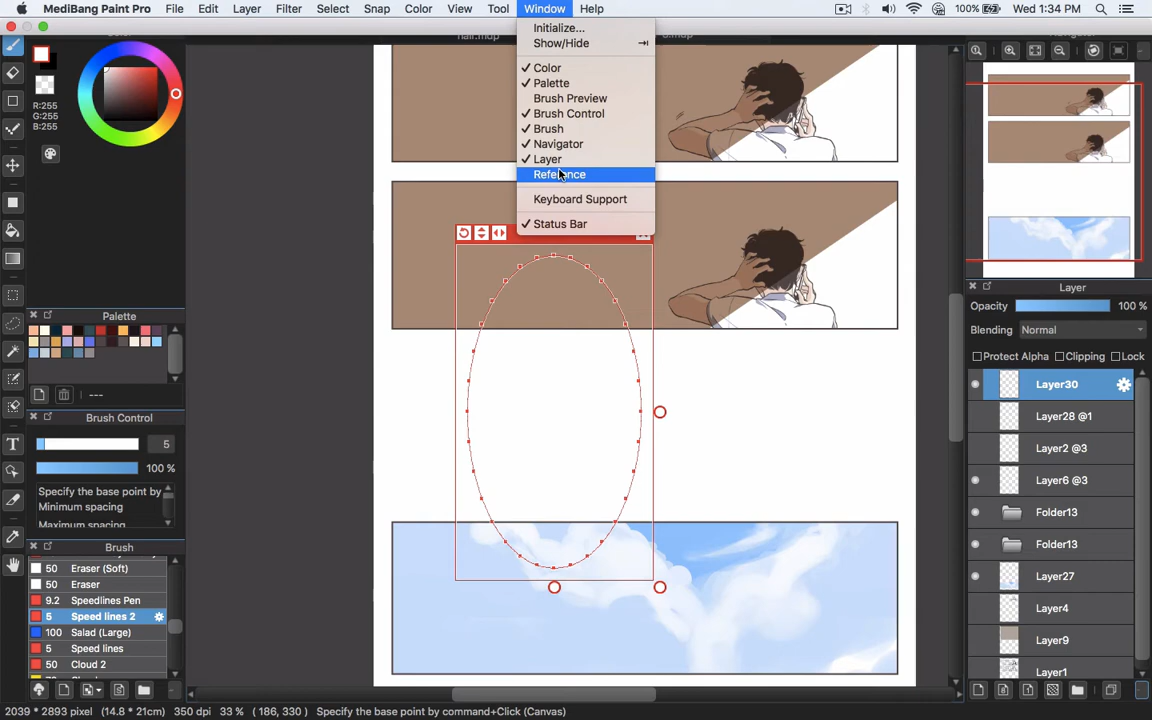 MediBang Paint Pro File Edit Layer Filter Select Snap Color View Tool Window Help 100% Wed 1:34 PM
Initialize...
Show/Hide
Color
Palette
Brush Preview
Brush Control
Brush
Navigator
Layer
Reference
Keyboard Support
Status Bar
R:255
G:255
B:255
Palette
---
Brush Control
5
100 %
Specify the base point by
Minimum spacing
Maximum spacing
Brush
50 Eraser (Soft)
50 Eraser
9.2 Speedlines Pen
5 Speed lines 2
100 Salad (Large)
5 Speed lines
50 Cloud 2
Layer
Opacity 100 %
Blending Normal
Protect Alpha Clipping Lock
Layer30
Layer28 @1
Layer2 @3
Layer6 @3
Folder13
Folder13
Layer27
Layer4
Layer9
Layer1
2039 * 2893 pixel (14.8 * 21cm) 350 dpi 33 % ( 186, 330 ) Specify the base point by command+Click (Canvas)